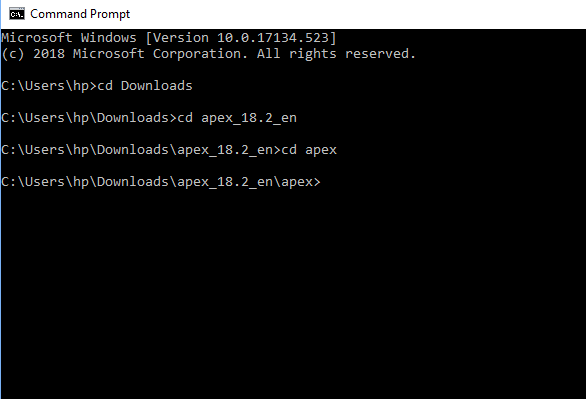 Command Prompt
Microsoft Windows [Version 10.0.17134.523]
(c) 2018 Microsoft Corporation. All rights reserved.
C:\Users\hp>cd Downloads
C:\Users\hp\Downloads>cd apex_18.2_en
C:\Users\hp\Downloads\apex_18.2_en>cd apex
C:\Users\hp\Downloads\apex_18.2_en\apex>